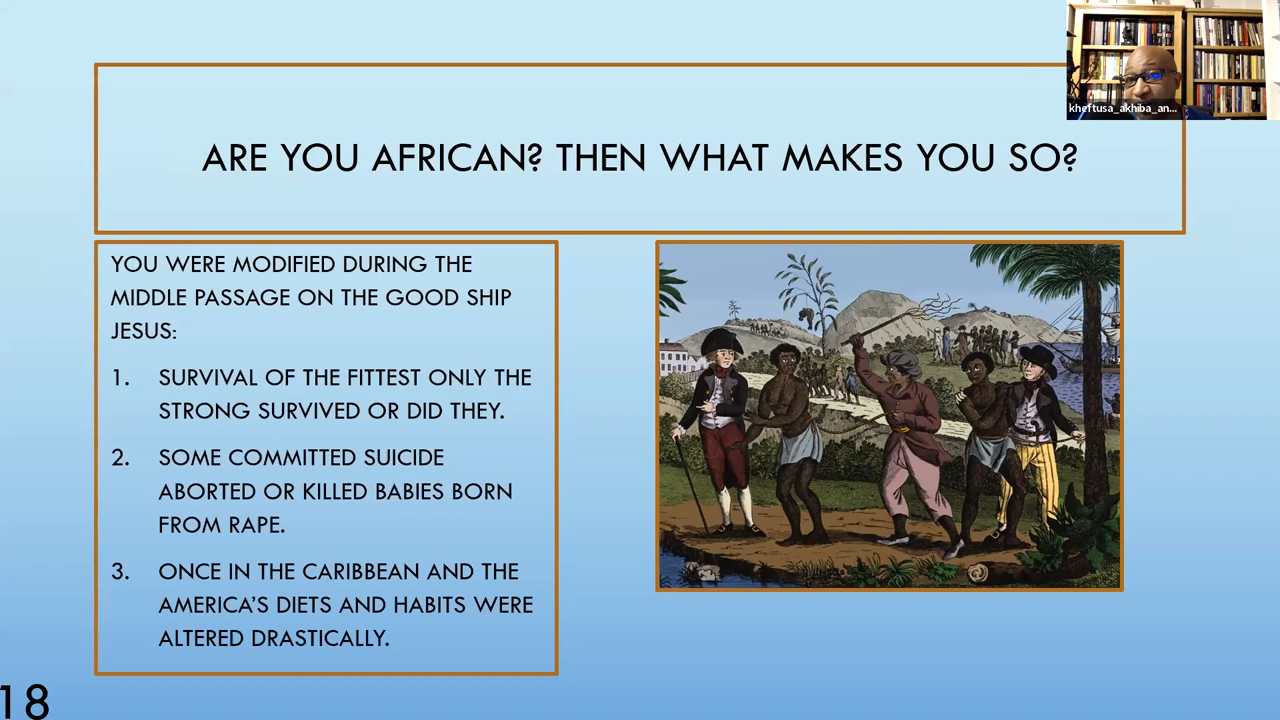 kheftusa_akhiba_an...
ARE YOU AFRICAN? THEN WHAT MAKES YOU SO?
YOU WERE MODIFIED DURING THE
MIDDLE PASSAGE ON THE GOOD SHIP
JESUS:
1. SURVIVAL OF THE FITTEST ONLY THE
STRONG SURVIVED OR DID THEY.
2. SOME COMMITTED SUICIDE
ABORTED OR KILLED BABIES BORN
FROM RAPE.
3. ONCE IN THE CARIBBEAN AND THE
AMERICA'S DIETS AND HABITS WERE
ALTERED DRASTICALLY.
18